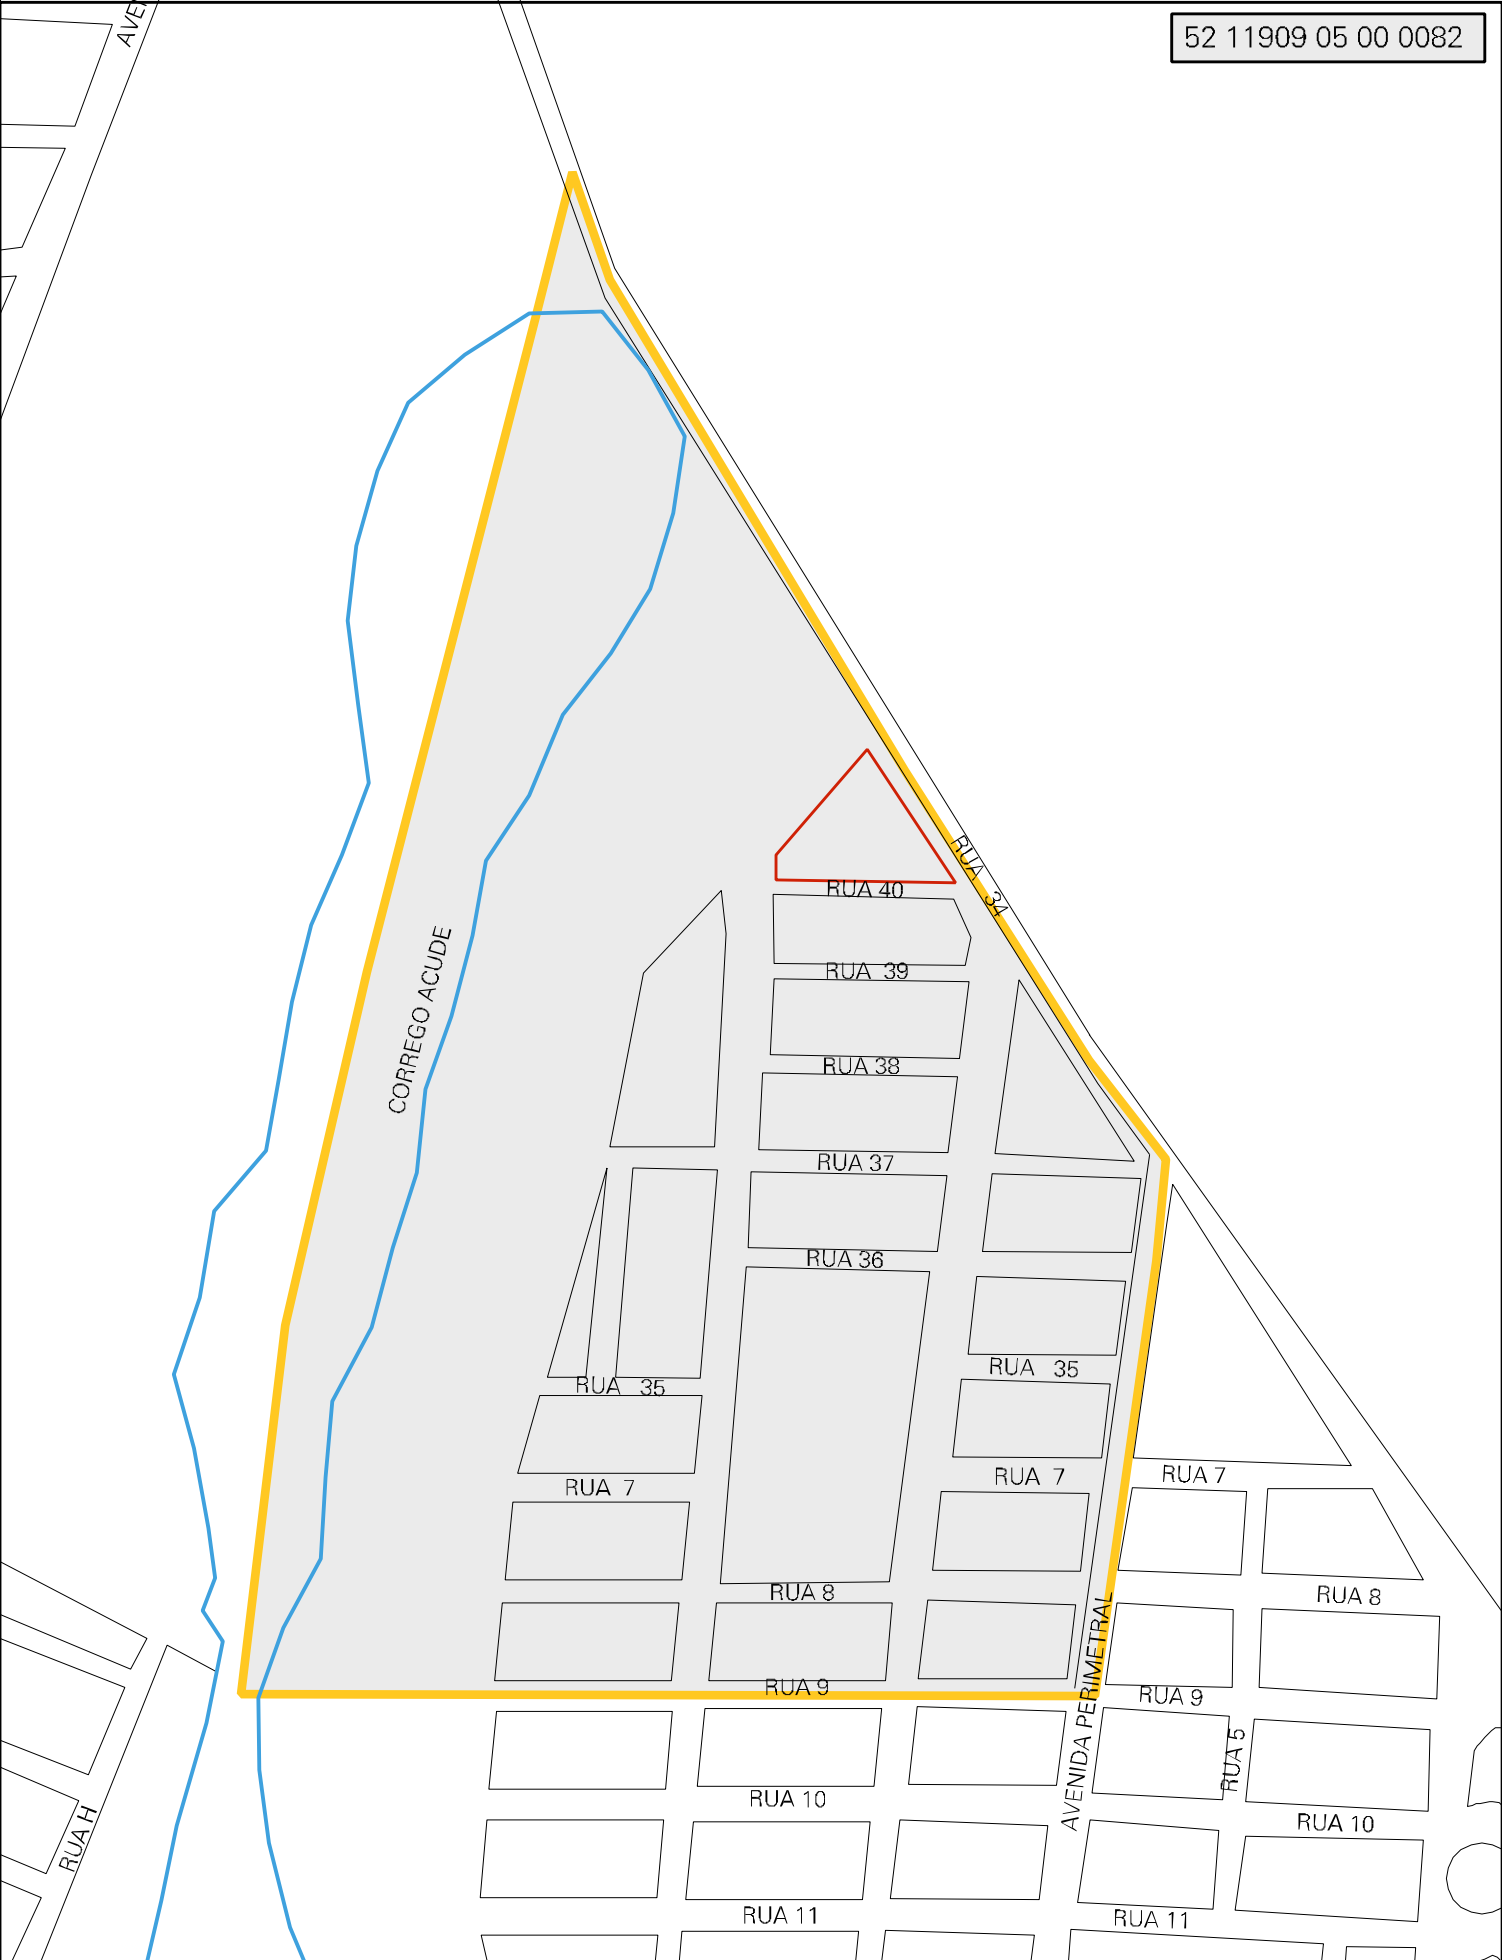 AVEN
52 11909 05 00 0082
RUA 34
RUA 40
CORREGO ACUDE
RUA 39
RUA 38
RUA 37
RUA 36
RUA 35
RUA 35
RUA 7
RUA 7
RUA 7
RUA 8
RUA 8
AVENIDA PERIMETRAL
RUA 9
RUA 9
RUA 5
RUA 10
RUA 10
RUA H
RUA 11
RUA 11